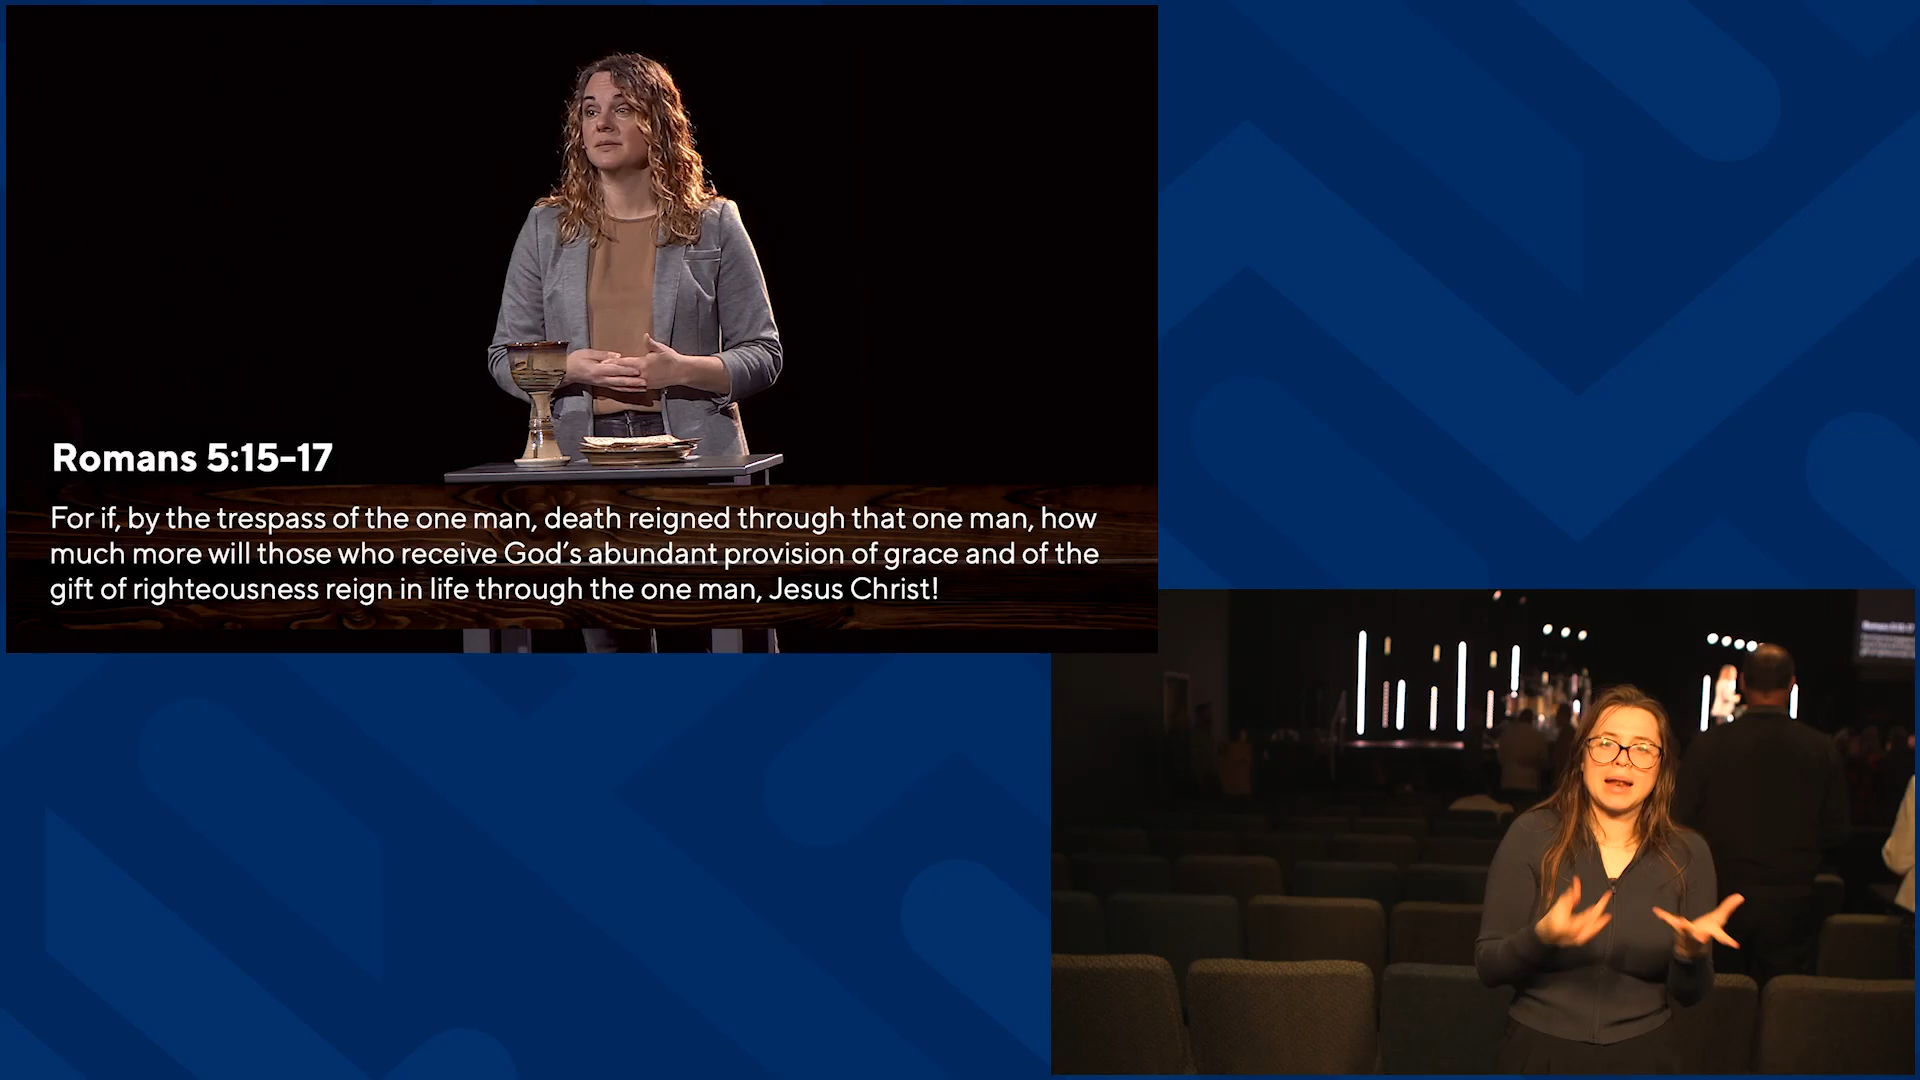 Romans 5:15-17
For if, by the trespass of the one man, death reigned through that one man, how
much more will those who receive God's abundant provision of grace and of the
gift of righteousness reign in life through the one man, Jesus Christ!